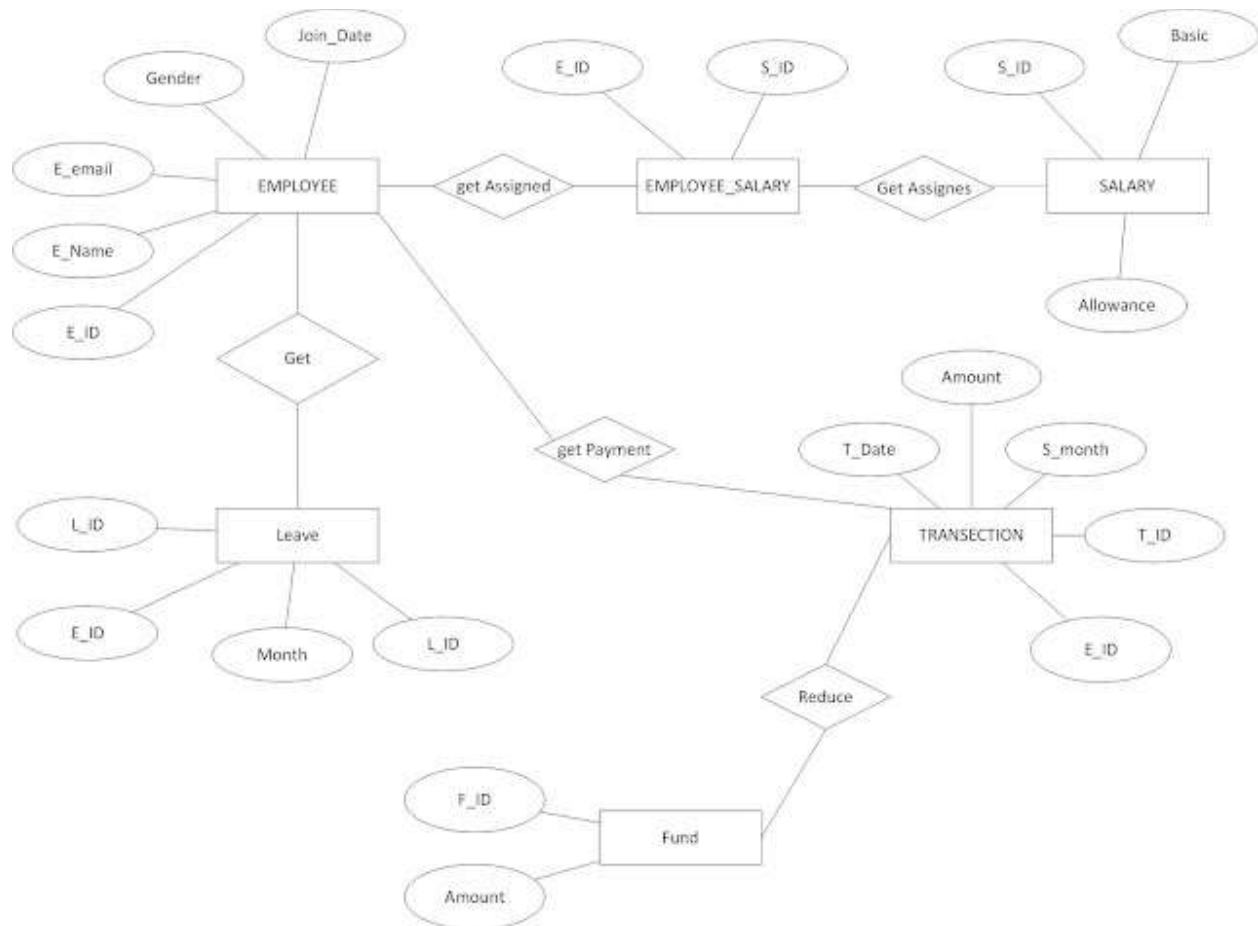 Join_Date
Gender
E_ID
S_ID
S_ID
Basic
E_email
EMPLOYEE
get Assigned
EMPLOYEE_SALARY
Get Assignes
SALARY
E_Name
E_ID
Allowance
Get
Amount
get Payment
T_Date
S_month
L_ID
Leave
TRANSECTION
T_ID
E_ID
Month
L_ID
E_ID
Reduce
F_ID
Fund
Amount